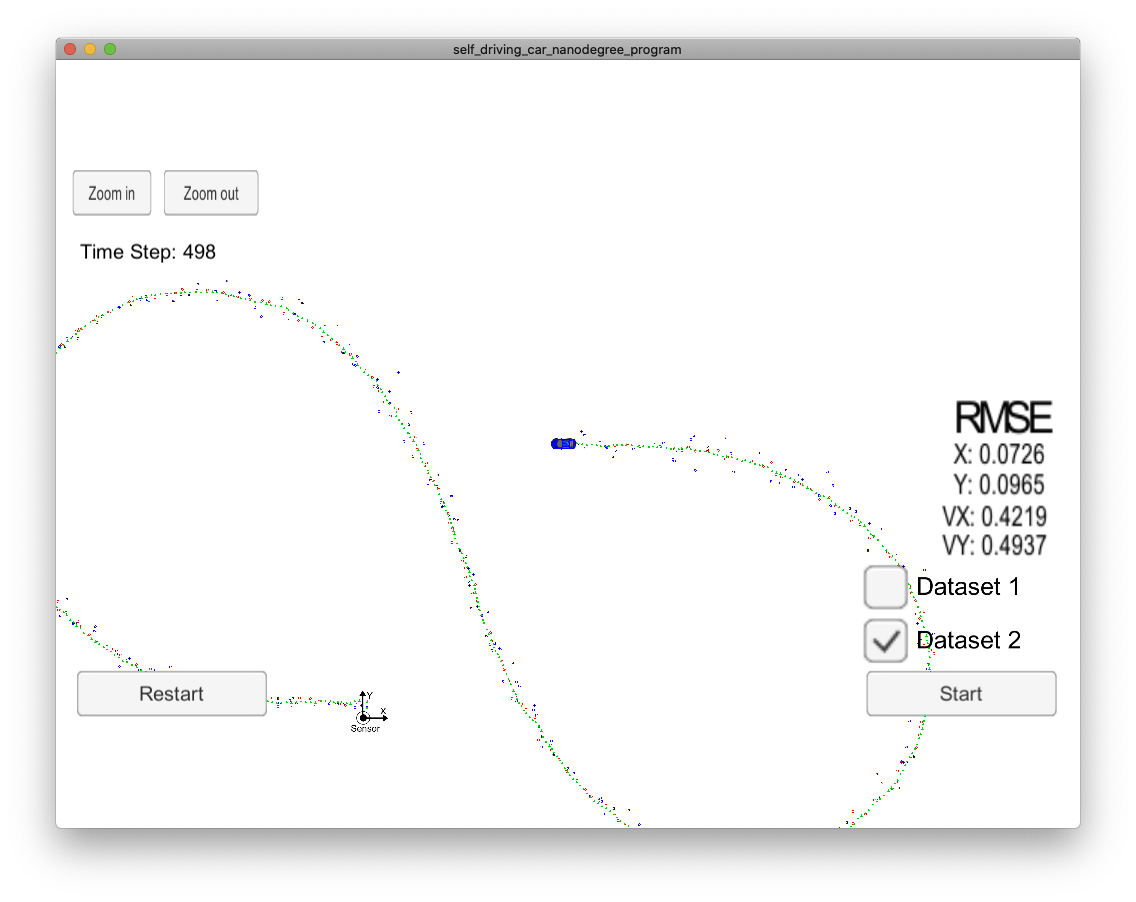 self_driving_car_nanodegree_program
Zoom in
Zoom out
Time Step: 498
RMSE
X: 0.0726
Y: 0.0965
VX: 0.4219
VY: 0.4937
Dataset 1
Dataset 2
Restart
Y
X
Sensor
Start